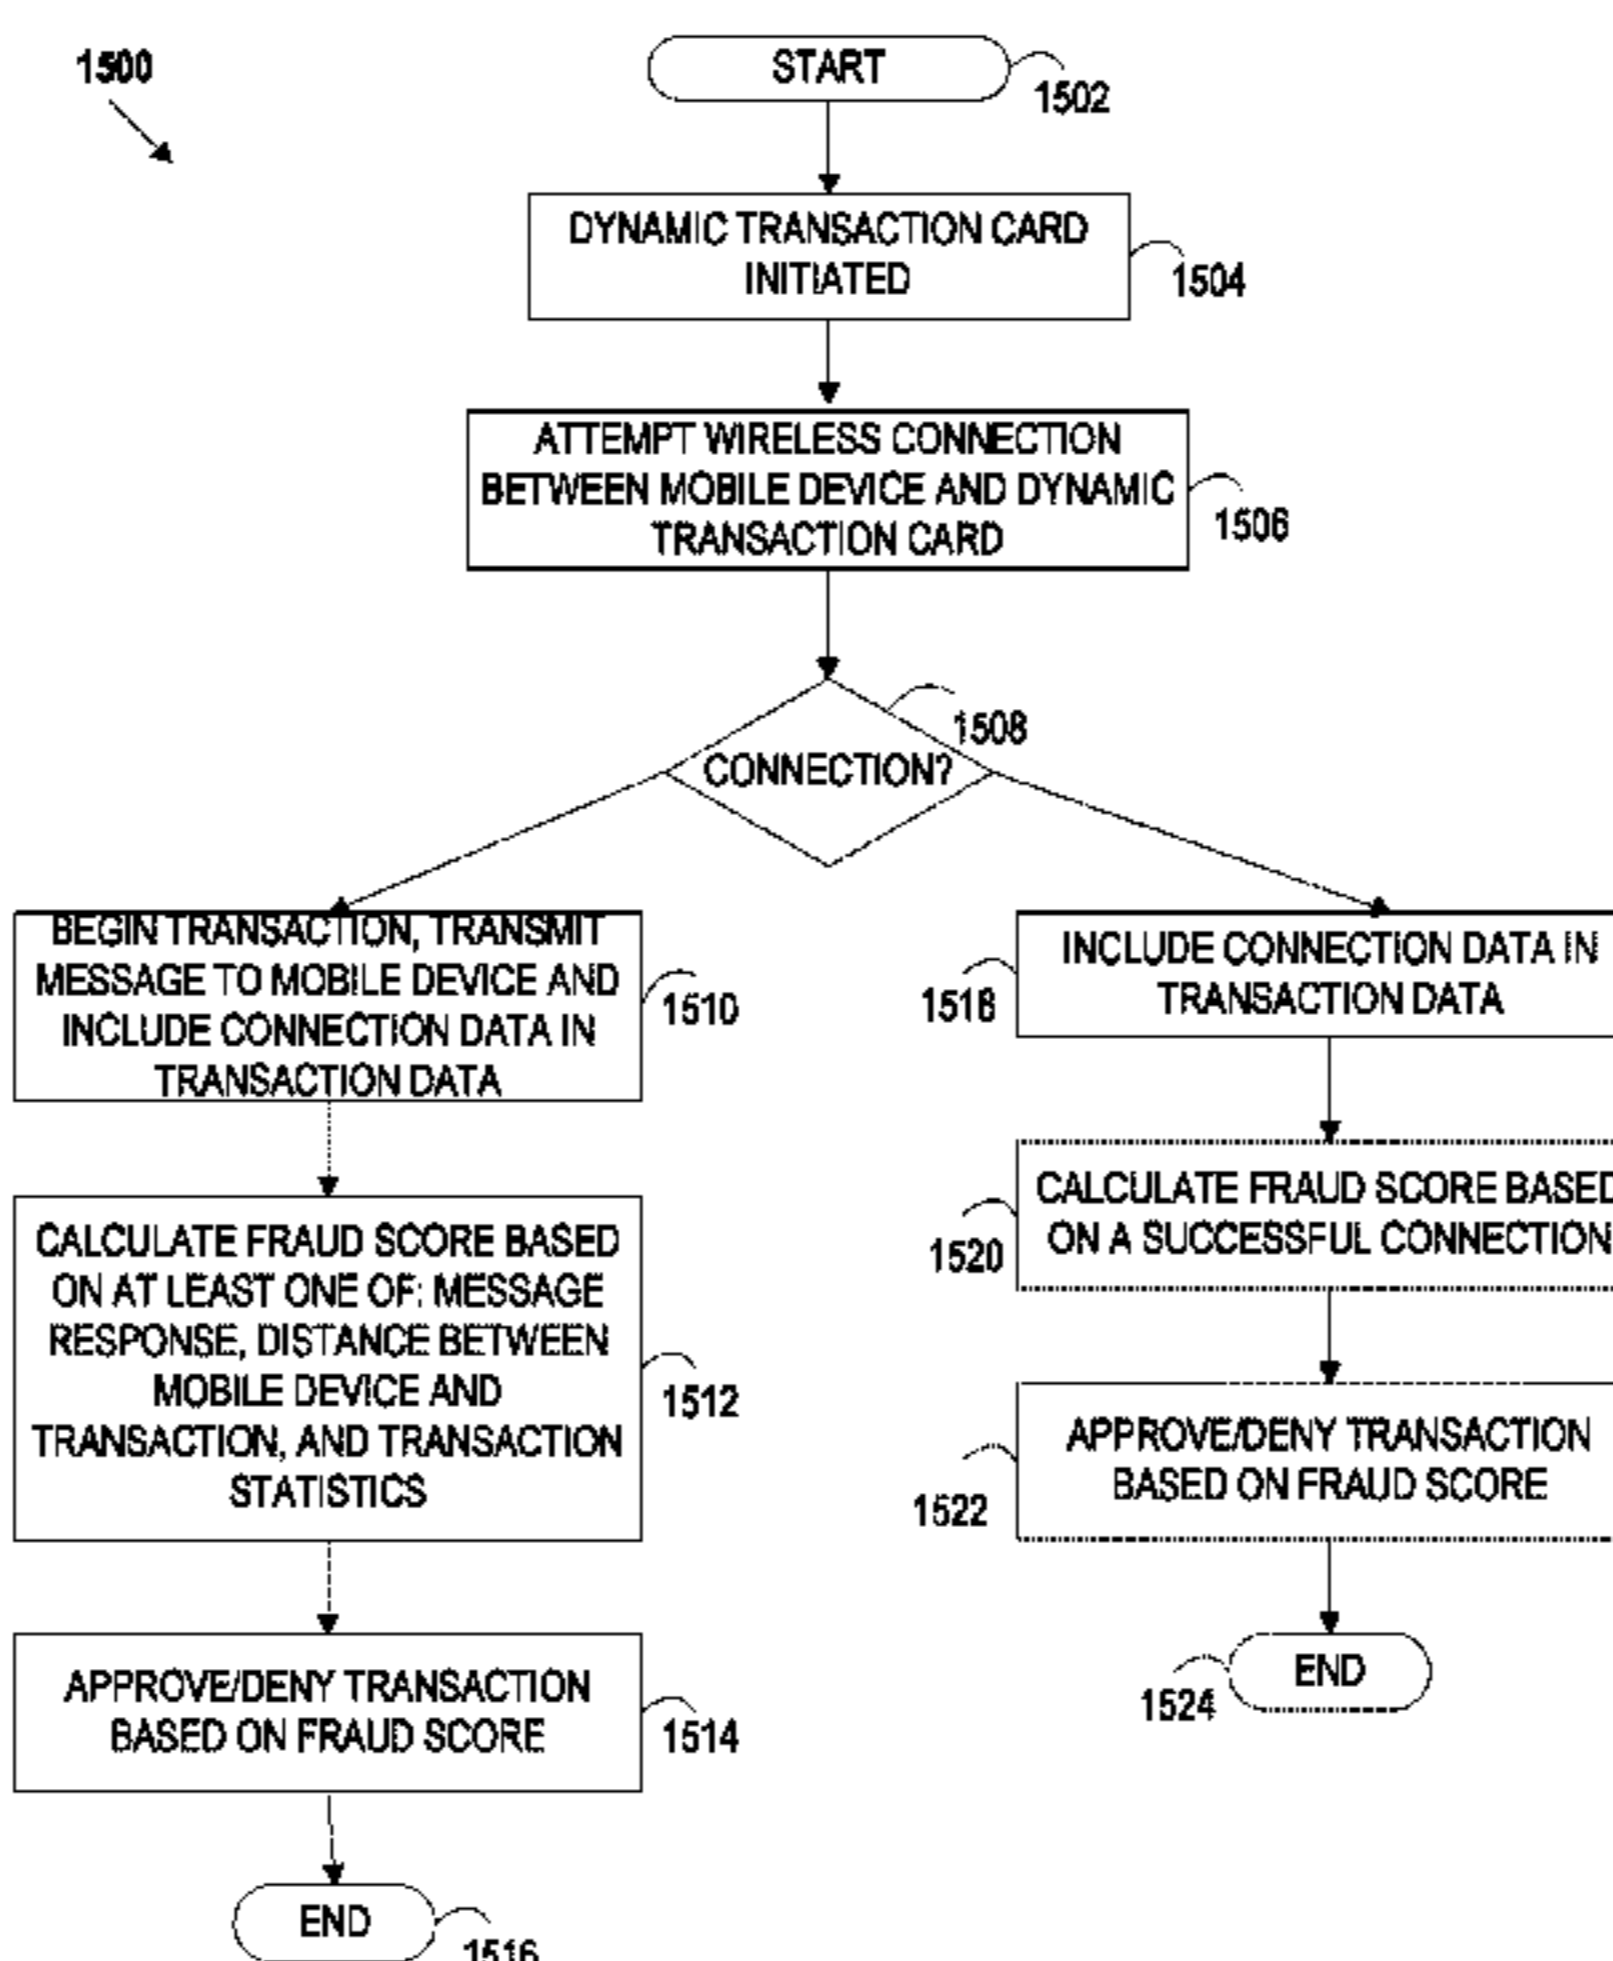 1500
START
1502
DYNAMIC TRANSACTION CARD
INITIATED
1504
ATTEMPT WIRELESS CONNECTION
BETWEEN MOBILE DEVICE AND DYNAMIC
TRANSACTION CARD
1506
1508
CONNECTION?
BEGIN TRANSACTION, TRANSMIT
MESSAGE TO MOBILE DEVICE AND
INCLUDE CONNECTION DATA IN
TRANSACTION DATA
1510
CALCULATE FRAUD SCORE BASED
ON AT LEAST ONE OF: MESSAGE
RESPONSE, DISTANCE BETWEEN
MOBILE DEVICE AND
TRANSACTION, AND TRANSACTION
STATISTICS
1512
APPROVE/DENY TRANSACTION
BASED ON FRAUD SCORE
1514
END
1516
INCLUDE CONNECTION DATA IN
TRANSACTION DATA
1518
CALCULATE FRAUD SCORE BASED
ON A SUCCESSFUL CONNECTION
1520
APPROVE/DENY TRANSACTION
BASED ON FRAUD SCORE
1522
END
1524